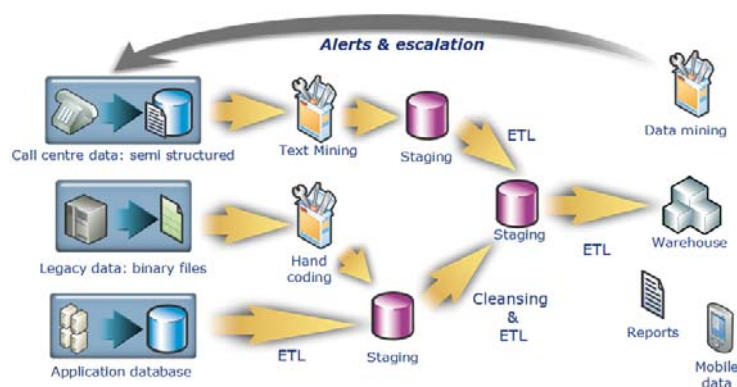 Alerts & escalation
Call centre data: semi structured
Text Mining
Staging
ETL
Data mining
Legacy data: binary files
Hand
coding
Staging
ETL
Warehouse
Application database
ETL
Staging
Cleansing
&
ETL
Reports
Mobile
data